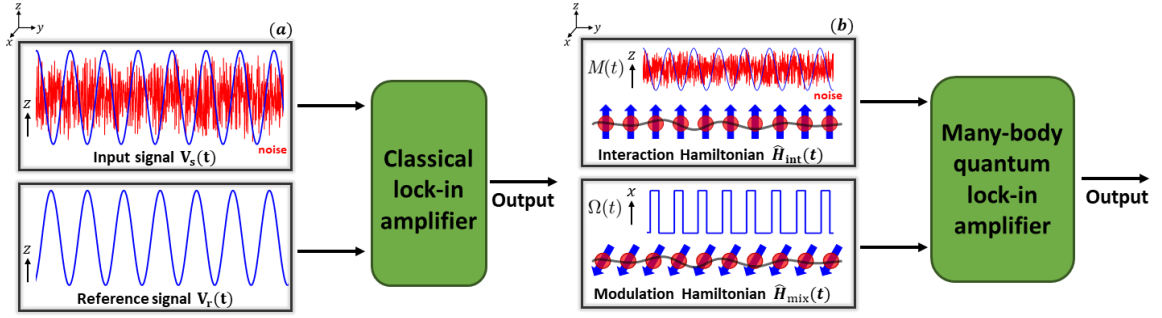 z
y
x
(a)
z
noise
Input signal V_s(t)
z
Reference signal V_r(t)
Classical
lock-in
amplifier
Output
z
y
x
(b)
M(t)
z
noise
Interaction Hamiltonian Ĥ_int(t)
Ω(t)
x
Modulation Hamiltonian Ĥ_mix(t)
Many-body
quantum
lock-in
amplifier
Output